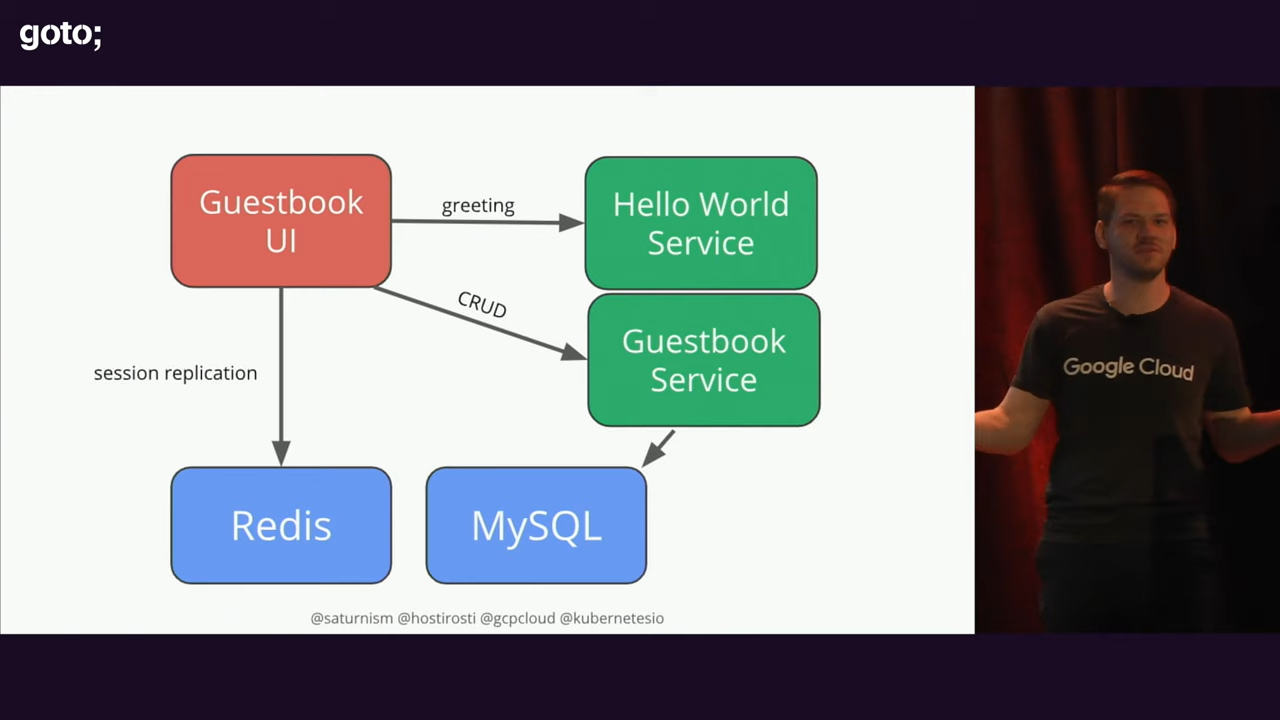 goto;
Guestbook
UI
greeting
Hello World
Service
CRUD
Guestbook
Service
session replication
Redis
MySQL
@saturnism @hostirosti @gcpcloud @kubernetesio
Google Cloud